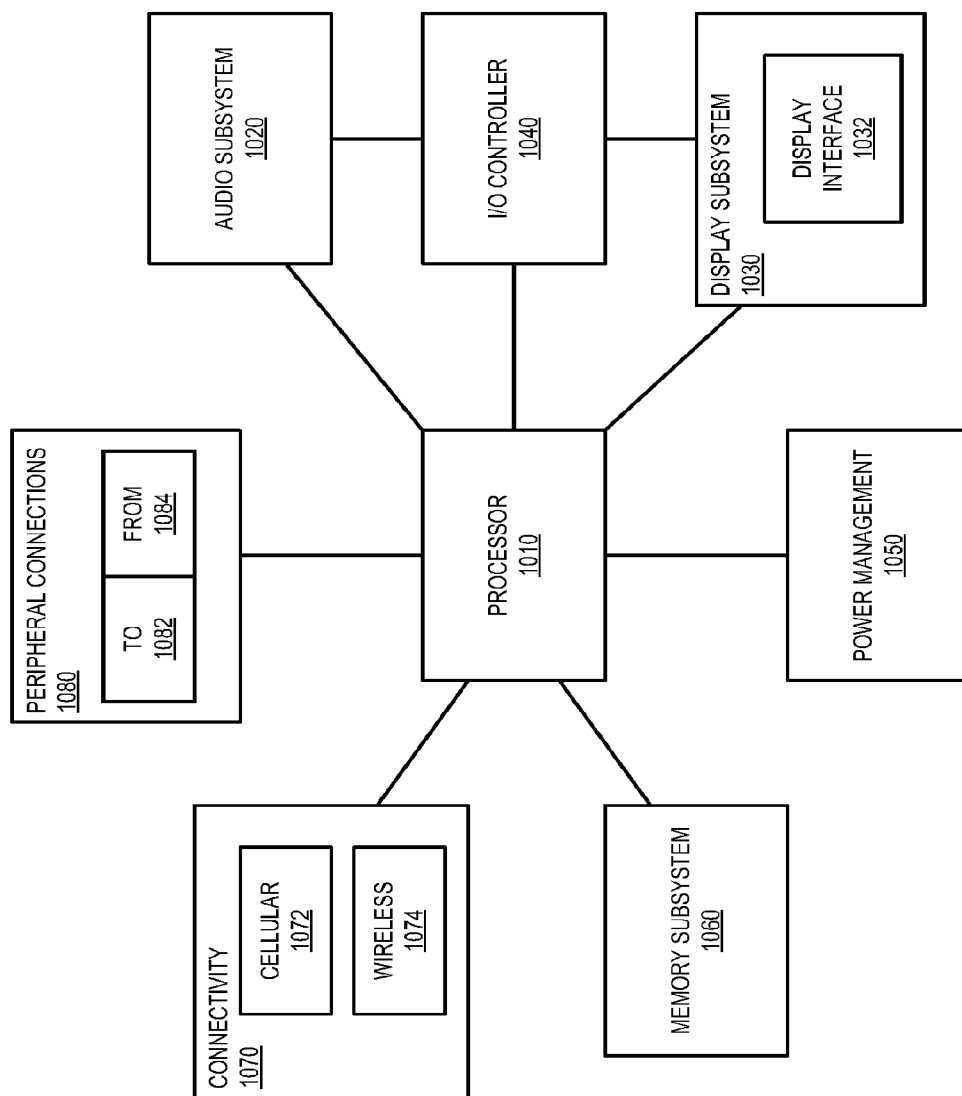 PERIPHERAL CONNECTIONS
1080
TO
1082
FROM
1084
AUDIO SUBSYSTEM
1020
CONNECTIVITY
1070
CELLULAR
1072
WIRELESS
1074
PROCESSOR
1010
I/O CONTROLLER
1040
MEMORY SUBSYSTEM
1060
DISPLAY SUBSYSTEM
1030
DISPLAY
INTERFACE
1032
POWER MANAGEMENT
1050